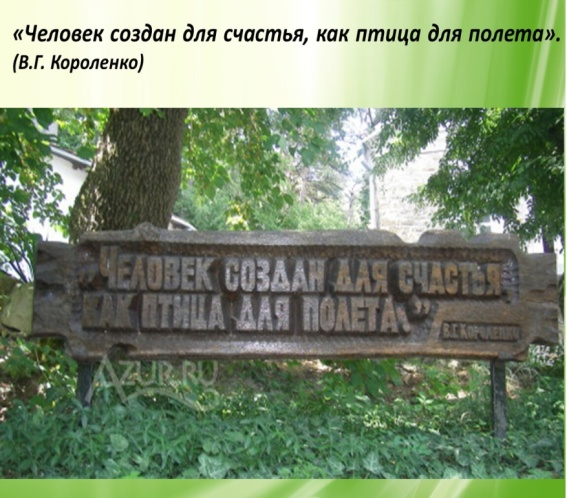 «Человек создан для счастья, как птица для полета».
(В.Г. Короленко)
„ЧЕЛОВЕК СОЗДАН ДЛЯ СЧАСТЬЯ,
КАК ПТИЦА ДЛЯ ПОЛЕТА."
В.Г.КОРОЛЕНКО
AZUR.RU